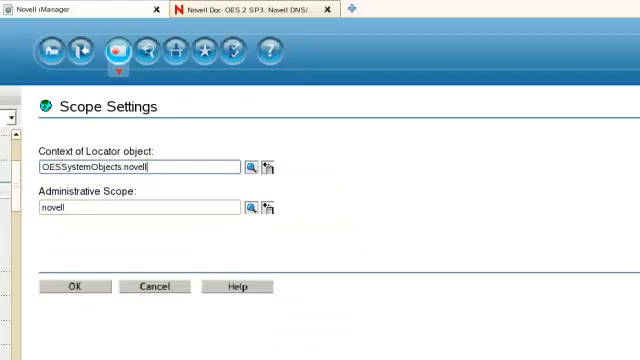 Novell iManager
Novell Doc: OES 2 SP3: Novell DNS/...
Scope Settings
Context of Locator object:
OESSystemObjects.novell
Administrative Scope:
novell
OK
Cancel
Help